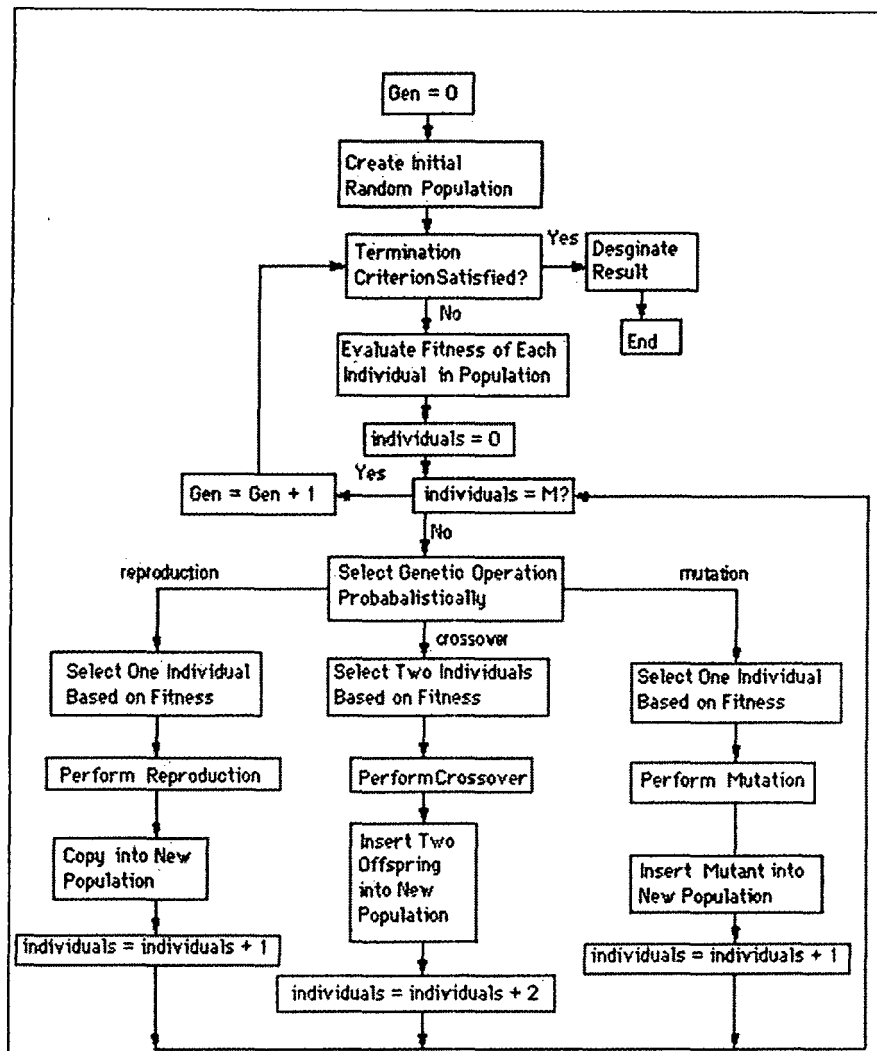 Gen = 0
Create Initial
Random Population
Termination
Criterion Satisfied?
Yes
Desginate
Result
End
No
Evaluate Fitness of Each
Individual in Population
individuals = 0
Yes
Gen = Gen + 1
individuals = M?
No
reproduction
Select Genetic Operation
Probabalistically
mutation
crossover
Select One Individual
Based on Fitness
Select Two Individuals
Based on Fitness
Select One Individual
Based on Fitness
Perform Reproduction
Perform Crossover
Perform Mutation
Copy into New
Population
Insert Two
Offspring
into New
Population
Insert Mutant into
New Population
individuals = individuals + 1
individuals = individuals + 2
individuals = individuals + 1